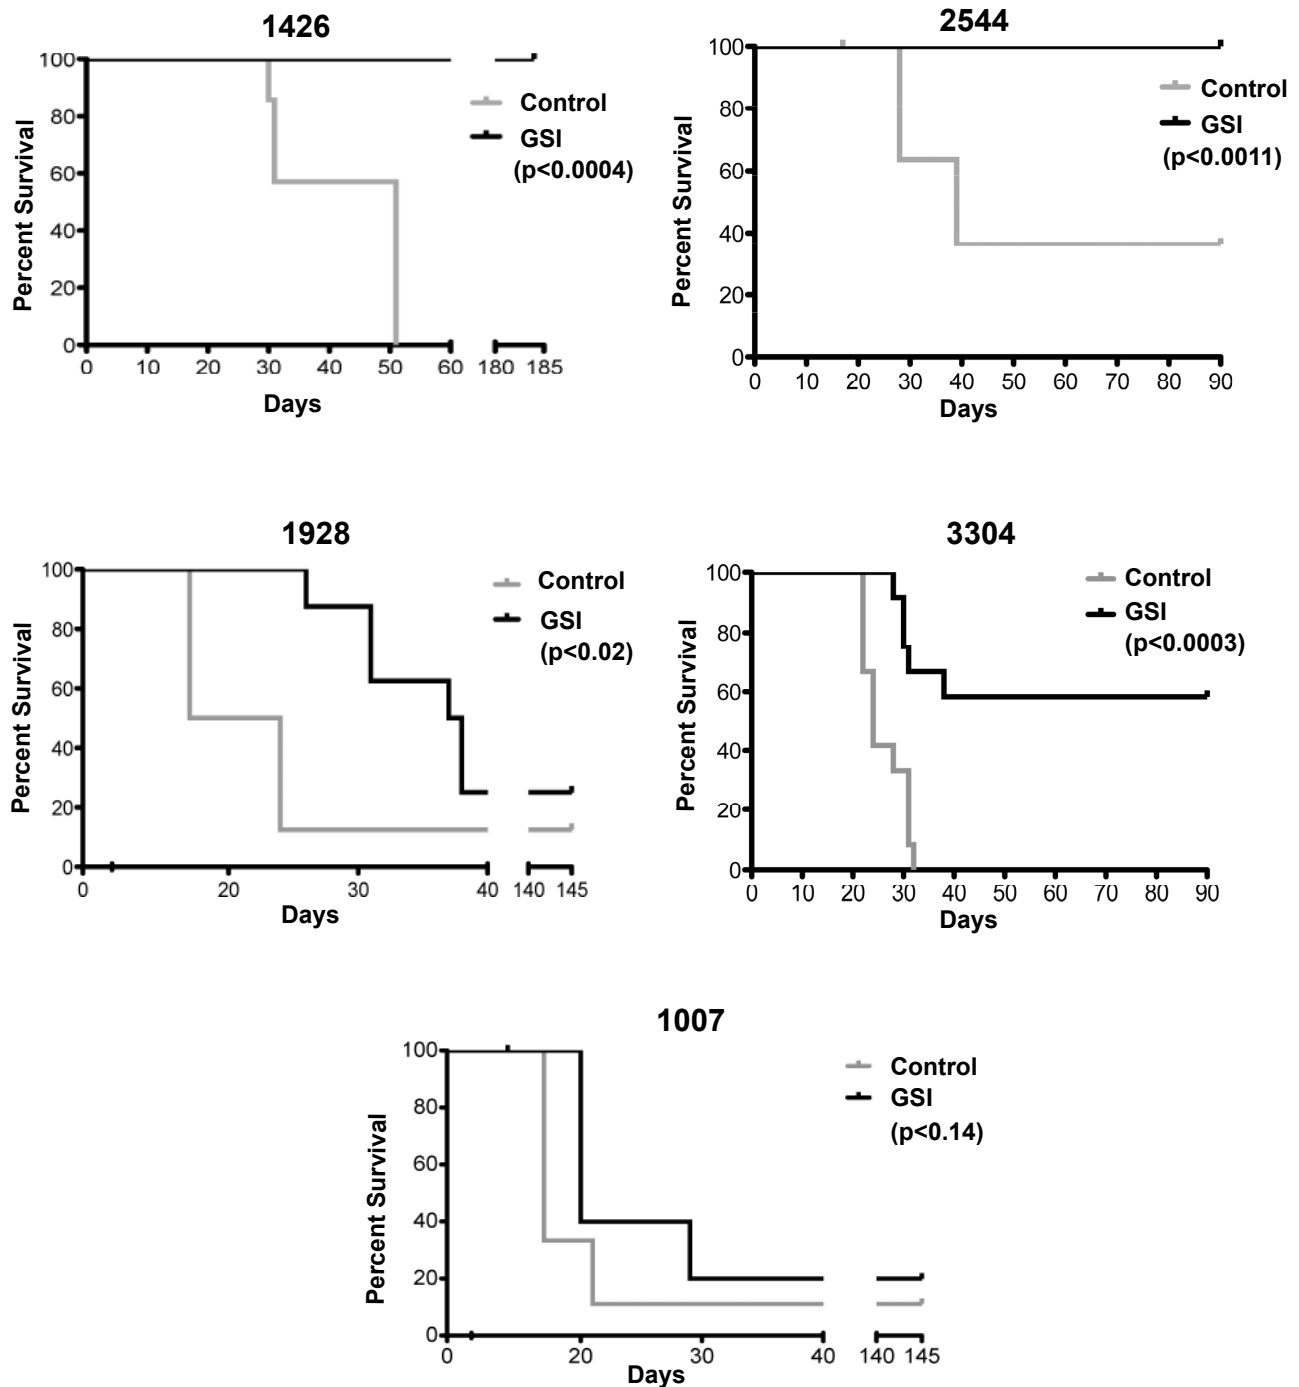 1426
100
80
60
40
20
0
Percent Survival
0 10 20 30 40 50 60 180 185
Days
Control
GSI
(p<0.0004)
2544
100
80
60
40
20
0
Percent Survival
0 10 20 30 40 50 60 70 80 90
Days
Control
GSI
(p<0.0011)
1928
100
80
60
40
20
0
Percent Survival
0 20 30 40 140 145
Days
Control
GSI
(p<0.02)
3304
100
80
60
40
20
0
Percent Survival
0 10 20 30 40 50 60 70 80 90
Days
Control
GSI
(p<0.0003)
1007
100
80
60
40
20
0
Percent Survival
0 20 30 40 140 145
Days
Control
GSI
(p<0.14)